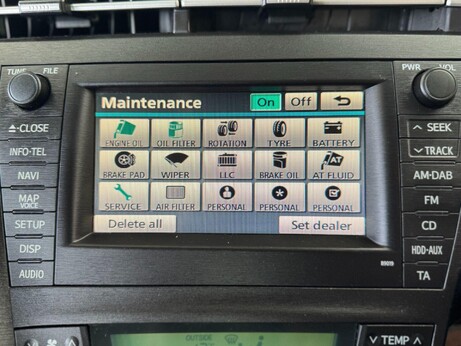 TUNE FILE
PWR VOL
Maintenance On Off
ENGINE OIL OIL FILTER ROTATION TYRE BATTERY
BRAKE PAD WIPER LLC BRAKE OIL AT FLUID
AT
SERVICE AIR FILTER PERSONAL PERSONAL PERSONAL
Delete all Set dealer
CLOSE
INFO-TEL
NAVI
MAP
VOICE
SETUP
DISP
AUDIO
SEEK
TRACK
AM-DAB
FM
CD
HDD-AUX
TA
OUTSIDE
TEMP